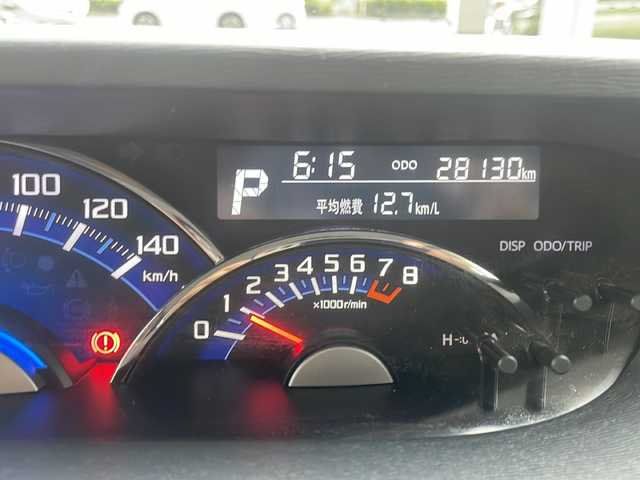 P 6:15 ODO 28130km
平均燃費 12.7km/L
DISP ODO/TRIP
100 120 140
km/h
0 1 2 3 4 5 6 7 8
×1000r/min
H